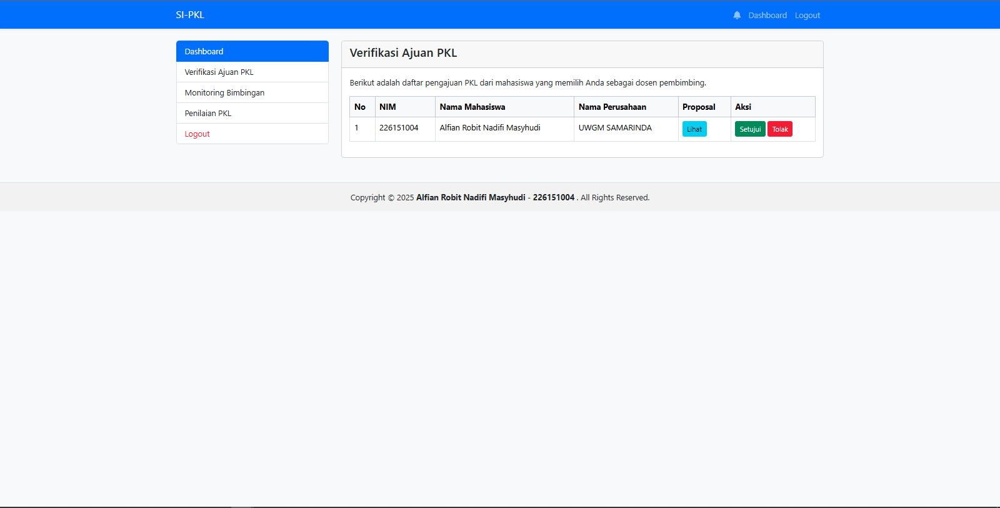 SI-PKL
Dashboard Logout
Dashboard
Verifikasi Ajuan PKL
Monitoring Bimbingan
Penilaian PKL
Logout
Verifikasi Ajuan PKL
Berikut adalah daftar pengajuan PKL dari mahasiswa yang memilih Anda sebagai dosen pembimbing.
No NIM Nama Mahasiswa Nama Perusahaan Proposal Aksi
1 226151004 Alfian Robit Nadifi Masyhudi UWGM SAMARINDA Lihat Setujui Tolak
Copyright © 2025 Alfian Robit Nadifi Masyhudi - 226151004 . All Rights Reserved.